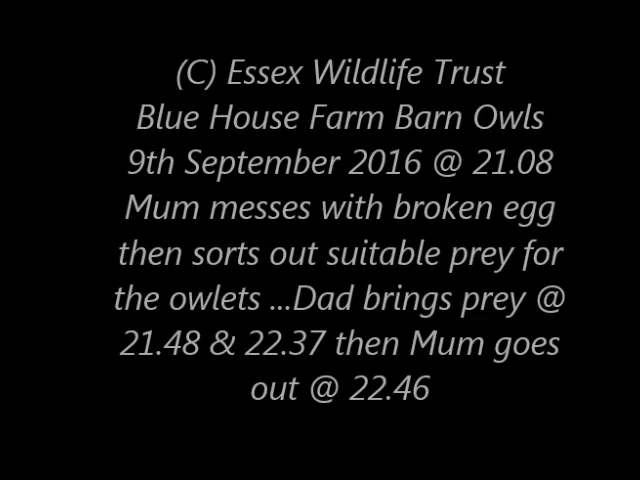 (C) Essex Wildlife Trust
Blue House Farm Barn Owls
9th September 2016 @ 21.08
Mum messes with broken egg
then sorts out suitable prey for
the owlets ...Dad brings prey @
21.48 & 22.37 then Mum goes
out @ 22.46